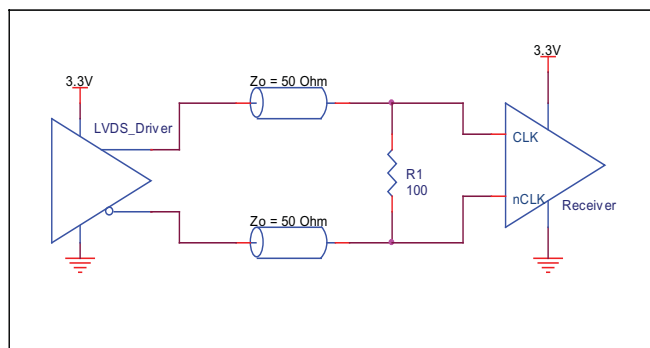 Zo = 50 Ohm
3.3V
3.3V
LVDS_Driver
CLK
R1
100
nCLK
Receiver
Zo = 50 Ohm